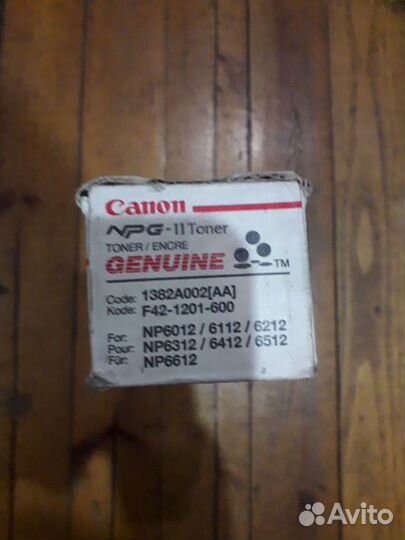 Canon
NPG-11 Toner
TONER / ENCRE
GENUINE TM
Code: 1382A002[AA]
Kode: F42-1201-600
For: NP6012 / 6112 / 6212
Pour: NP6312 / 6412 / 6512
Für: NP6612
Avito